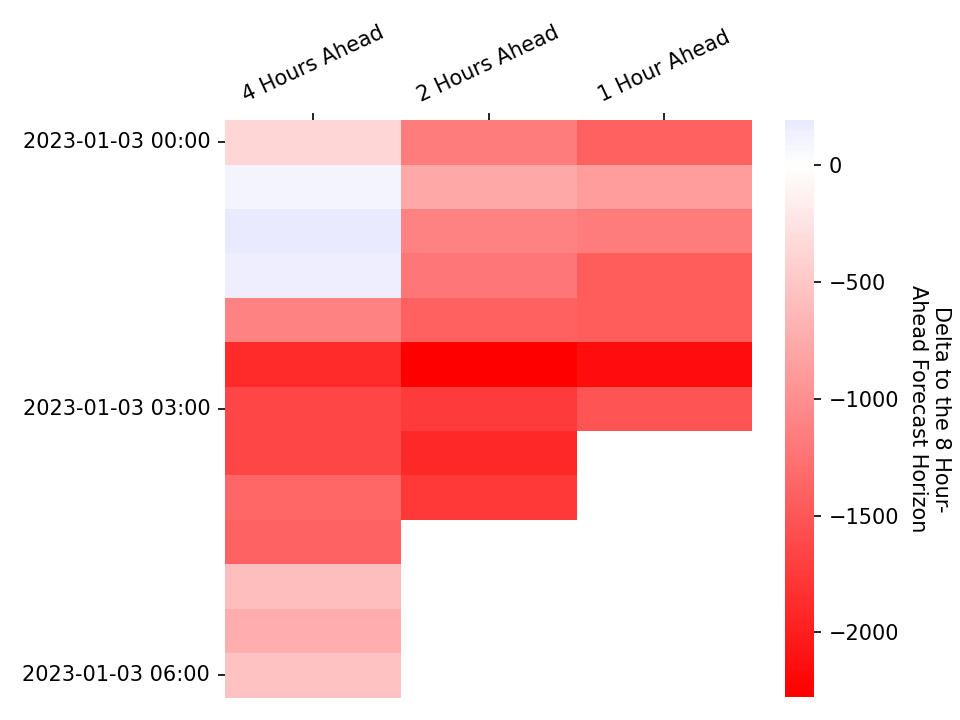 4 Hours Ahead
2 Hours Ahead
1 Hour Ahead
2023-01-03 00:00
2023-01-03 03:00
2023-01-03 06:00
0
−500
−1000
−1500
−2000
Delta to the 8 Hour-
Ahead Forecast Horizon